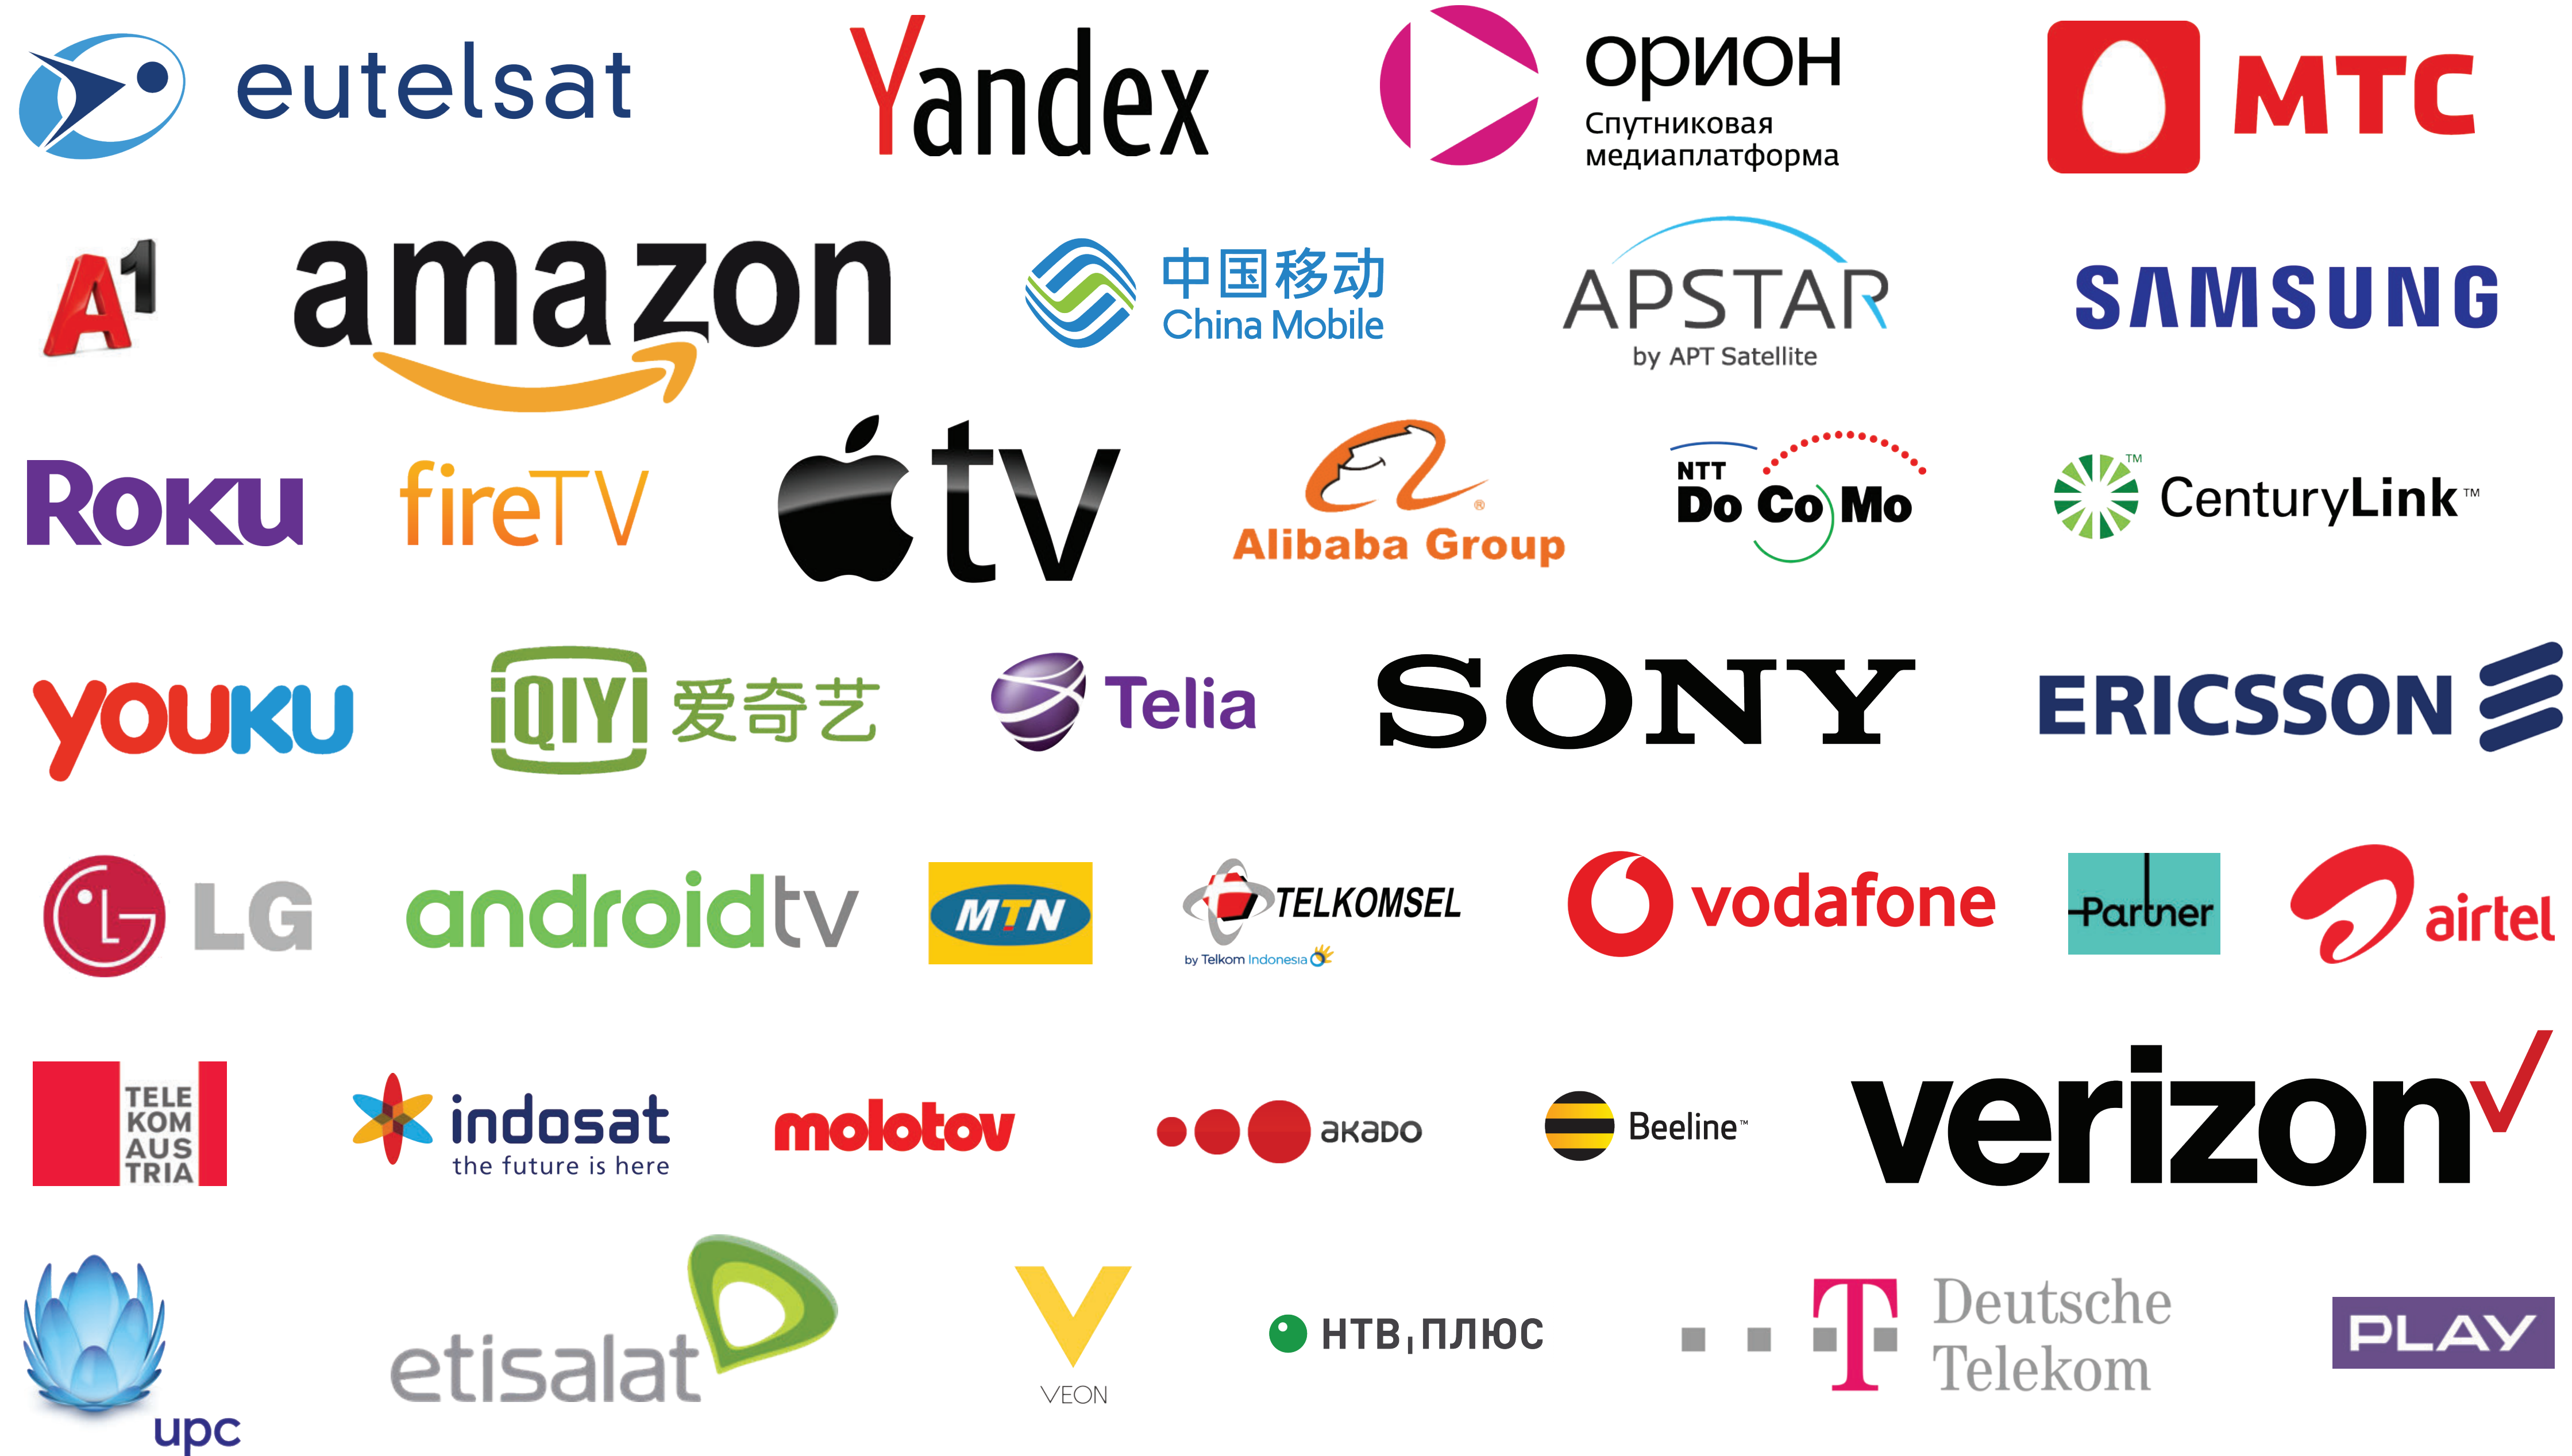 eutelsat
Yandex
орион
Спутниковая
медиаплатформа
МТС
A1
amazon
中国移动
China Mobile
APSTAR
by APT Satellite
SAMSUNG
ROKU
fireTV
tv
Alibaba Group
®
NTT
Do Co Mo
CenturyLink™
TM
YOUKU
iQIYI 爱奇艺
Telia
SONY
ERICSSON
LG
androidtv
MTN
TELKOMSEL
by Telkom Indonesia
vodafone
Partner
airtel
TELE
KOM
AUS
TRIA
indosat
the future is here
molotov
aкаDO
Beeline™
verizon
upc
etisalat
VEON
НТВ ПЛЮС
T
Deutsche
Telekom
PLAY